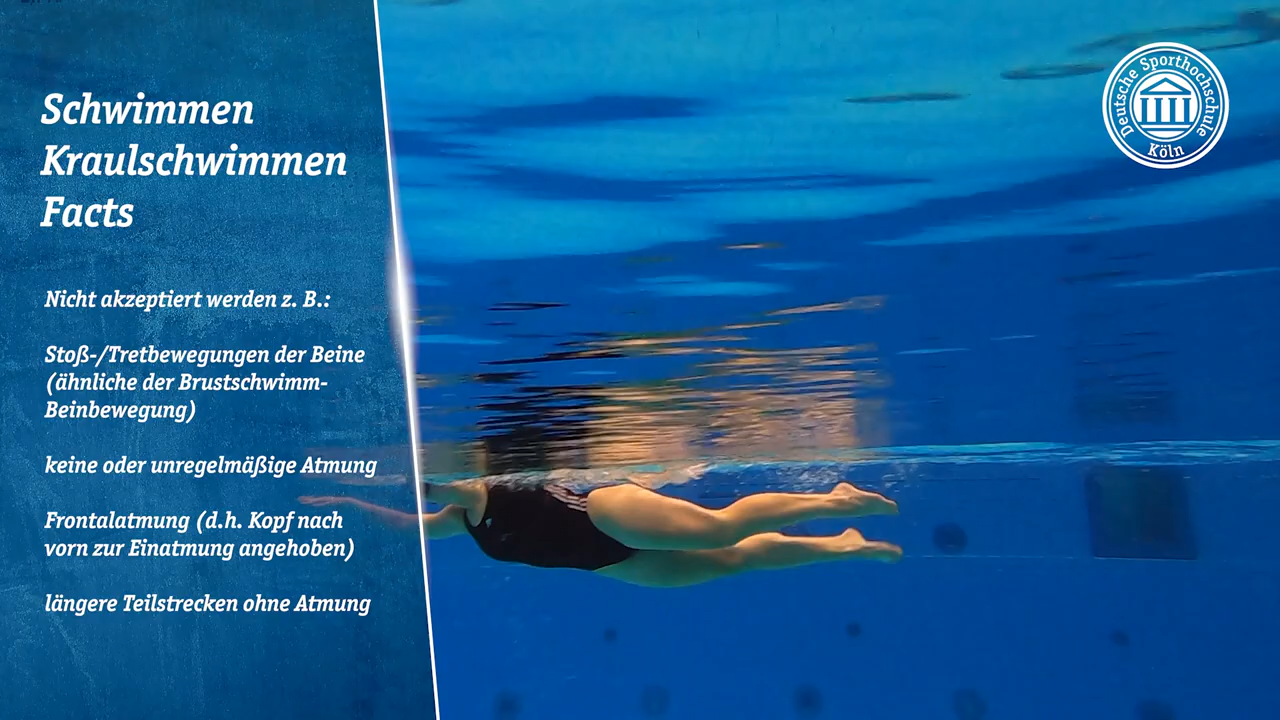 Schwimmen
Kraulschwimmen
Facts
Nicht akzeptiert werden z. B.:
Stoß-/Tretbewegungen der Beine
(ähnliche der Brustschwimm-
Beinbewegung)
keine oder unregelmäßige Atmung
Frontalatmung (d.h. Kopf nach
vorn zur Einatmung angehoben)
längere Teilstrecken ohne Atmung
Deutsche Sporthochschule
Köln